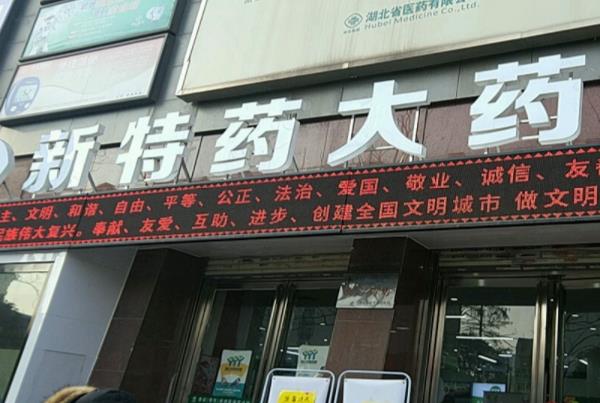 湖北省医药有限公
Hubei Medicine Co.,Ltd.
新特药大药
主、文明、和谐、自由、平等、公正、法治、爱国、敬业、诚信、友
民族伟大复兴。奉献、友爱、互助、进步、创建全国文明城市 做文明